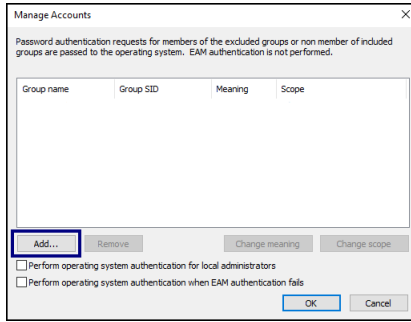 Manage Accounts
Password authentication requests for members of the excluded groups or non member of included
groups are passed to the operating system.  EAM authentication is not performed.
Group name Group SID Meaning Scope
Add... Remove Change meaning Change scope
Perform operating system authentication for local administrators
Perform operating system authentication when EAM authentication fails
OK Cancel